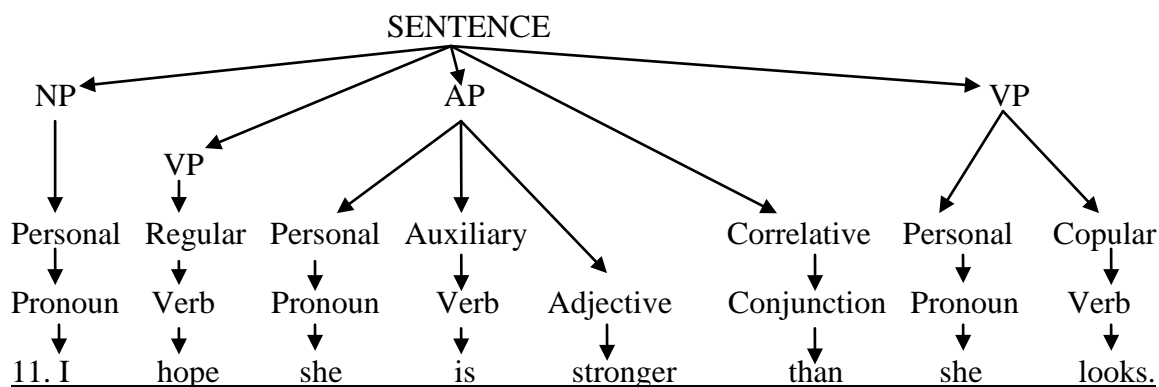 SENTENCE
NP AP VP
VP
Personal Regular Personal Auxiliary Correlative Personal Copular
Pronoun Verb Pronoun Verb Adjective Conjunction Pronoun Verb
11. I hope she is stronger than she looks.